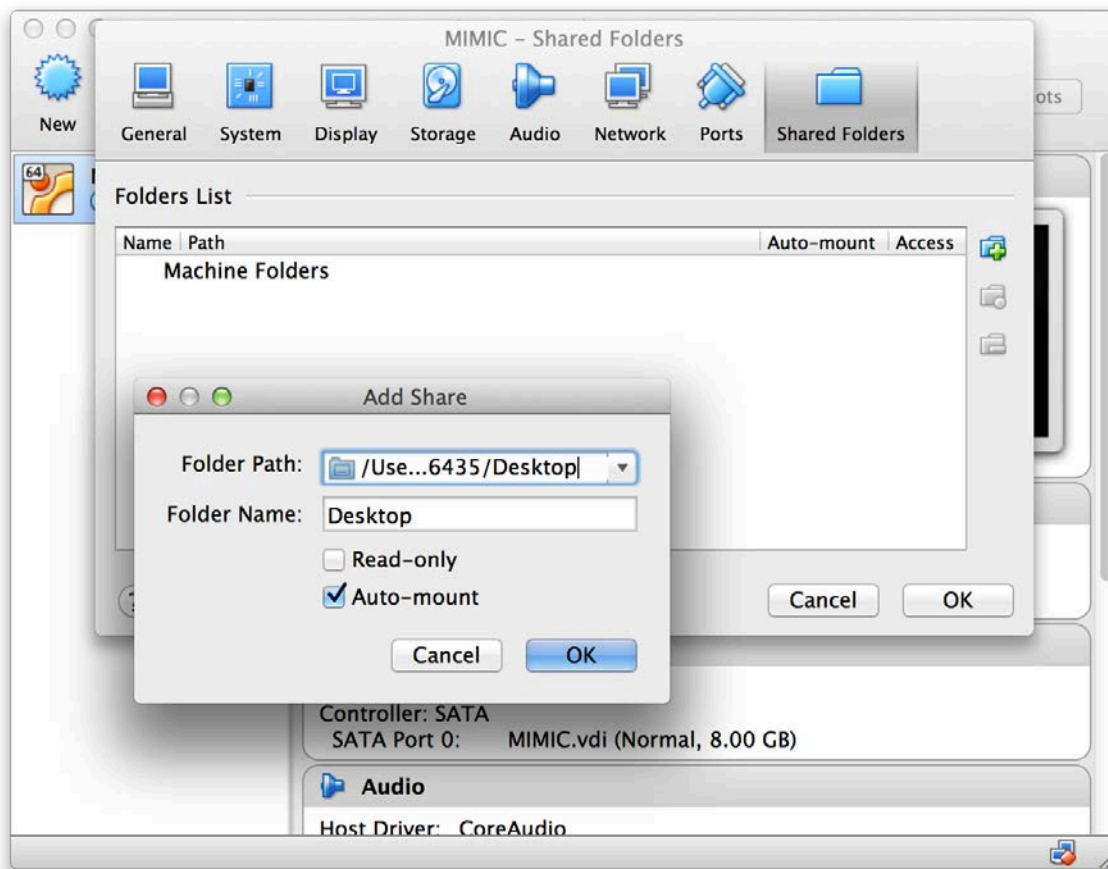 MIMIC – Shared Folders
New
General System Display Storage Audio Network Ports Shared Folders
ots
64
Folders List
Name Path Auto-mount Access
Machine Folders
Add Share
Folder Path: /Use...6435/Desktop
Folder Name: Desktop
Read-only
Auto-mount
Cancel OK
?
Cancel OK
Controller: SATA
SATA Port 0: MIMIC.vdi (Normal, 8.00 GB)
Audio
Host Driver: CoreAudio